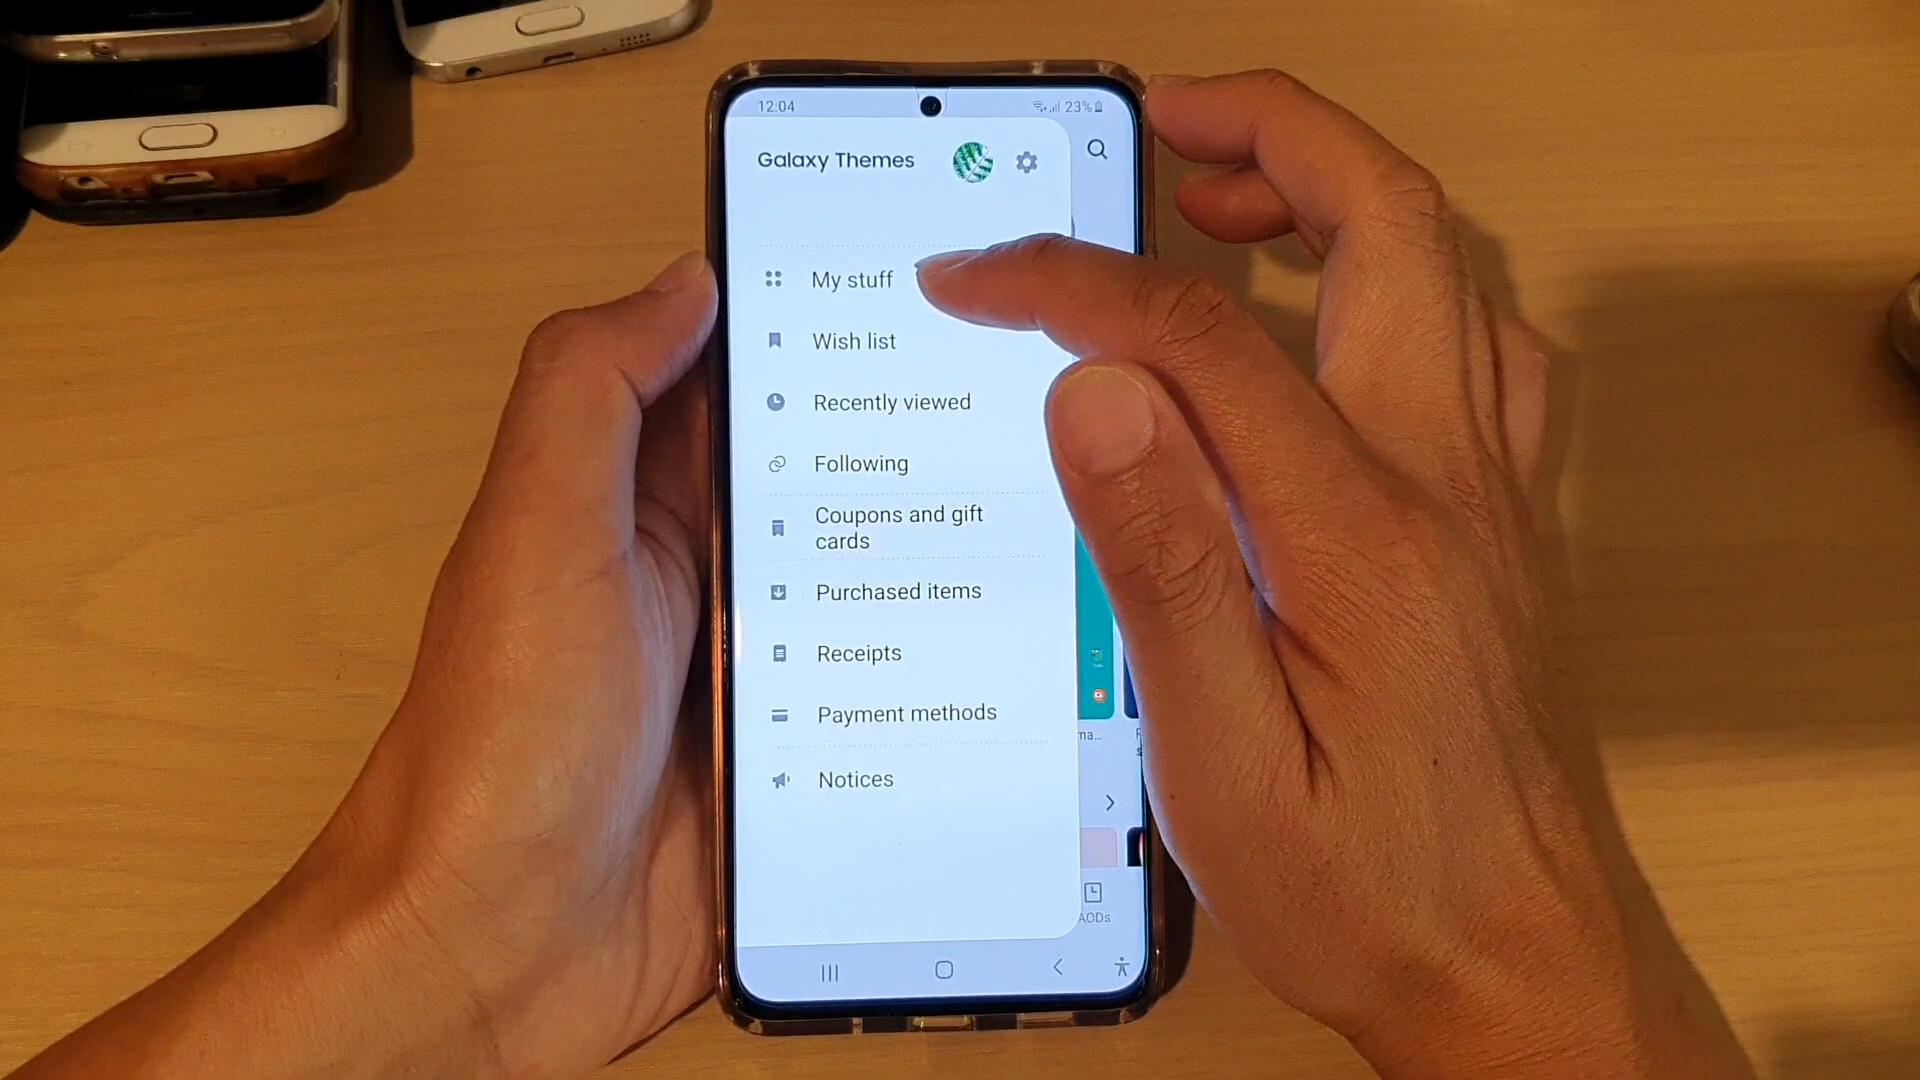 12:04
23%
Galaxy Themes
My stuff
Wish list
Recently viewed
Following
Coupons and gift
cards
Purchased items
Receipts
Payment methods
ma...
Notices
AODs